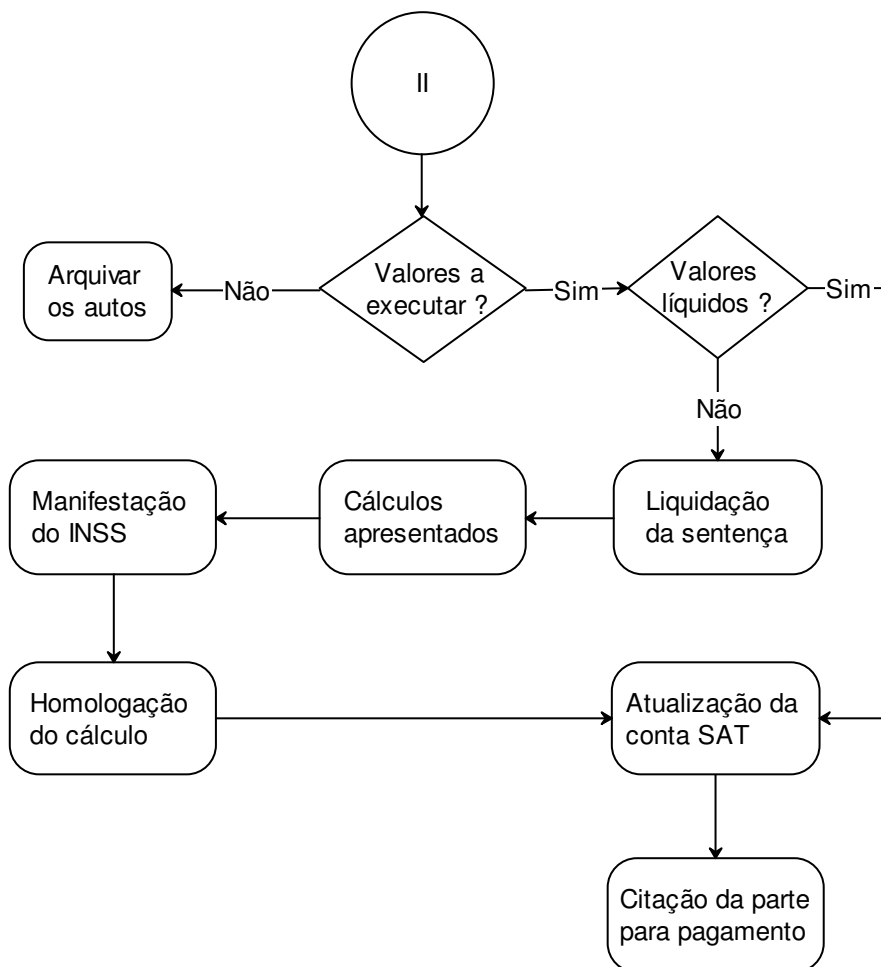 II
Arquivar
os autos
Não
Valores a
executar ?
Sim
Valores
líquidos ?
Sim
Não
Manifestação
do INSS
Cálculos
apresentados
Liquidação
da sentença
Homologação
do cálculo
Atualização da
conta SAT
Citação da parte
para pagamento